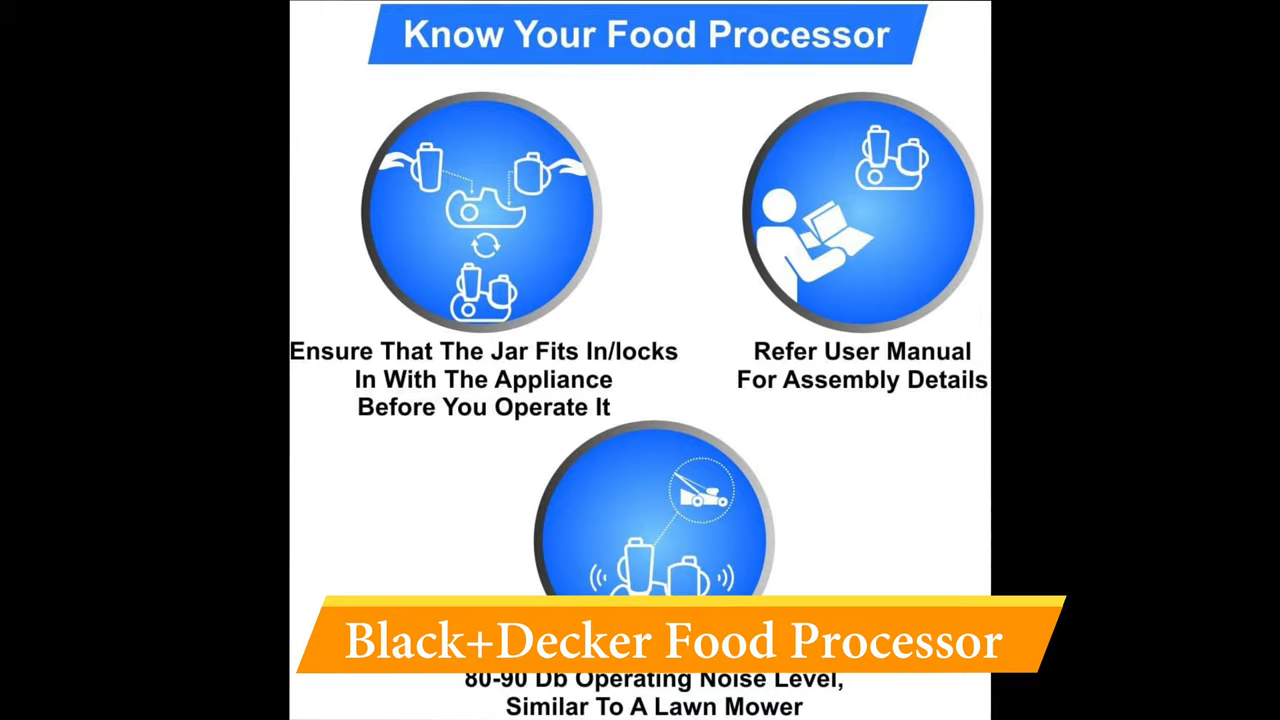 Know Your Food Processor
Ensure That The Jar Fits In/locks
In With The Appliance
Before You Operate It
Refer User Manual
For Assembly Details
Black+Decker Food Processor
80-90 Db Operating Noise Level,
Similar To A Lawn Mower